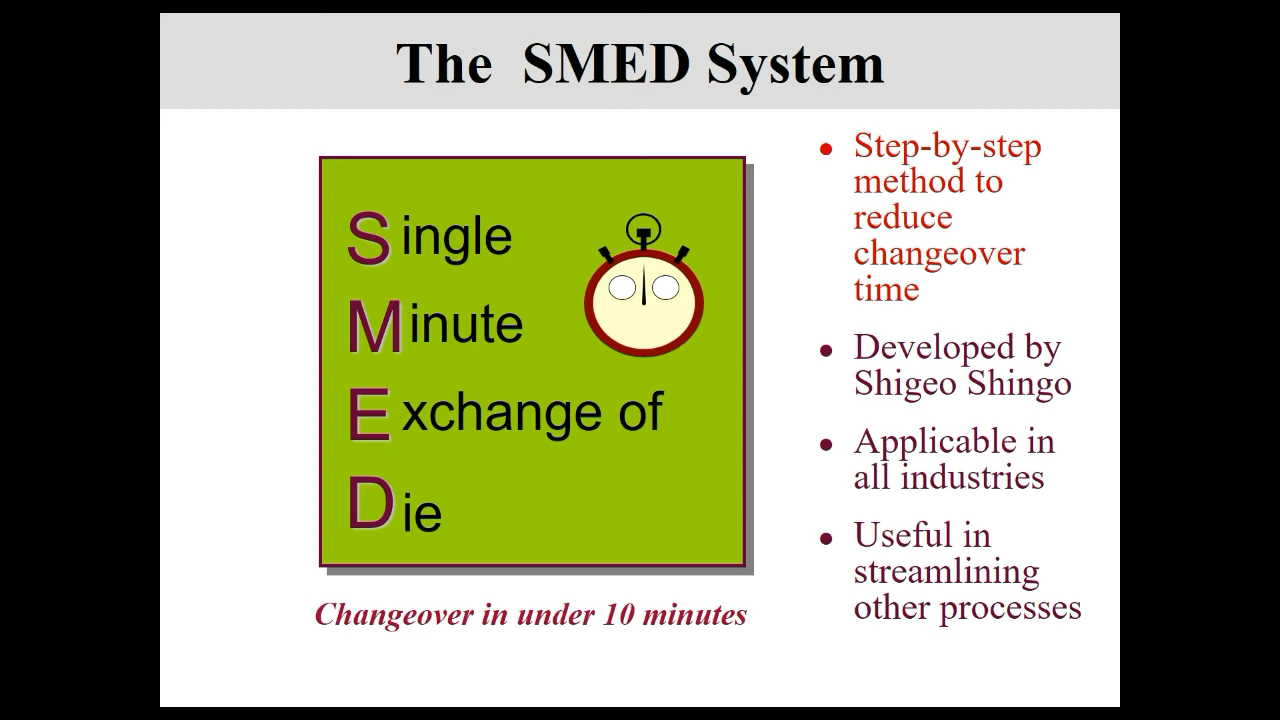 The SMED System
Single
Minute
Exchange of
Die
Changeover in under 10 minutes
Step-by-step
method to
reduce
changeover
time
Developed by
Shigeo Shingo
Applicable in
all industries
Useful in
streamlining
other processes